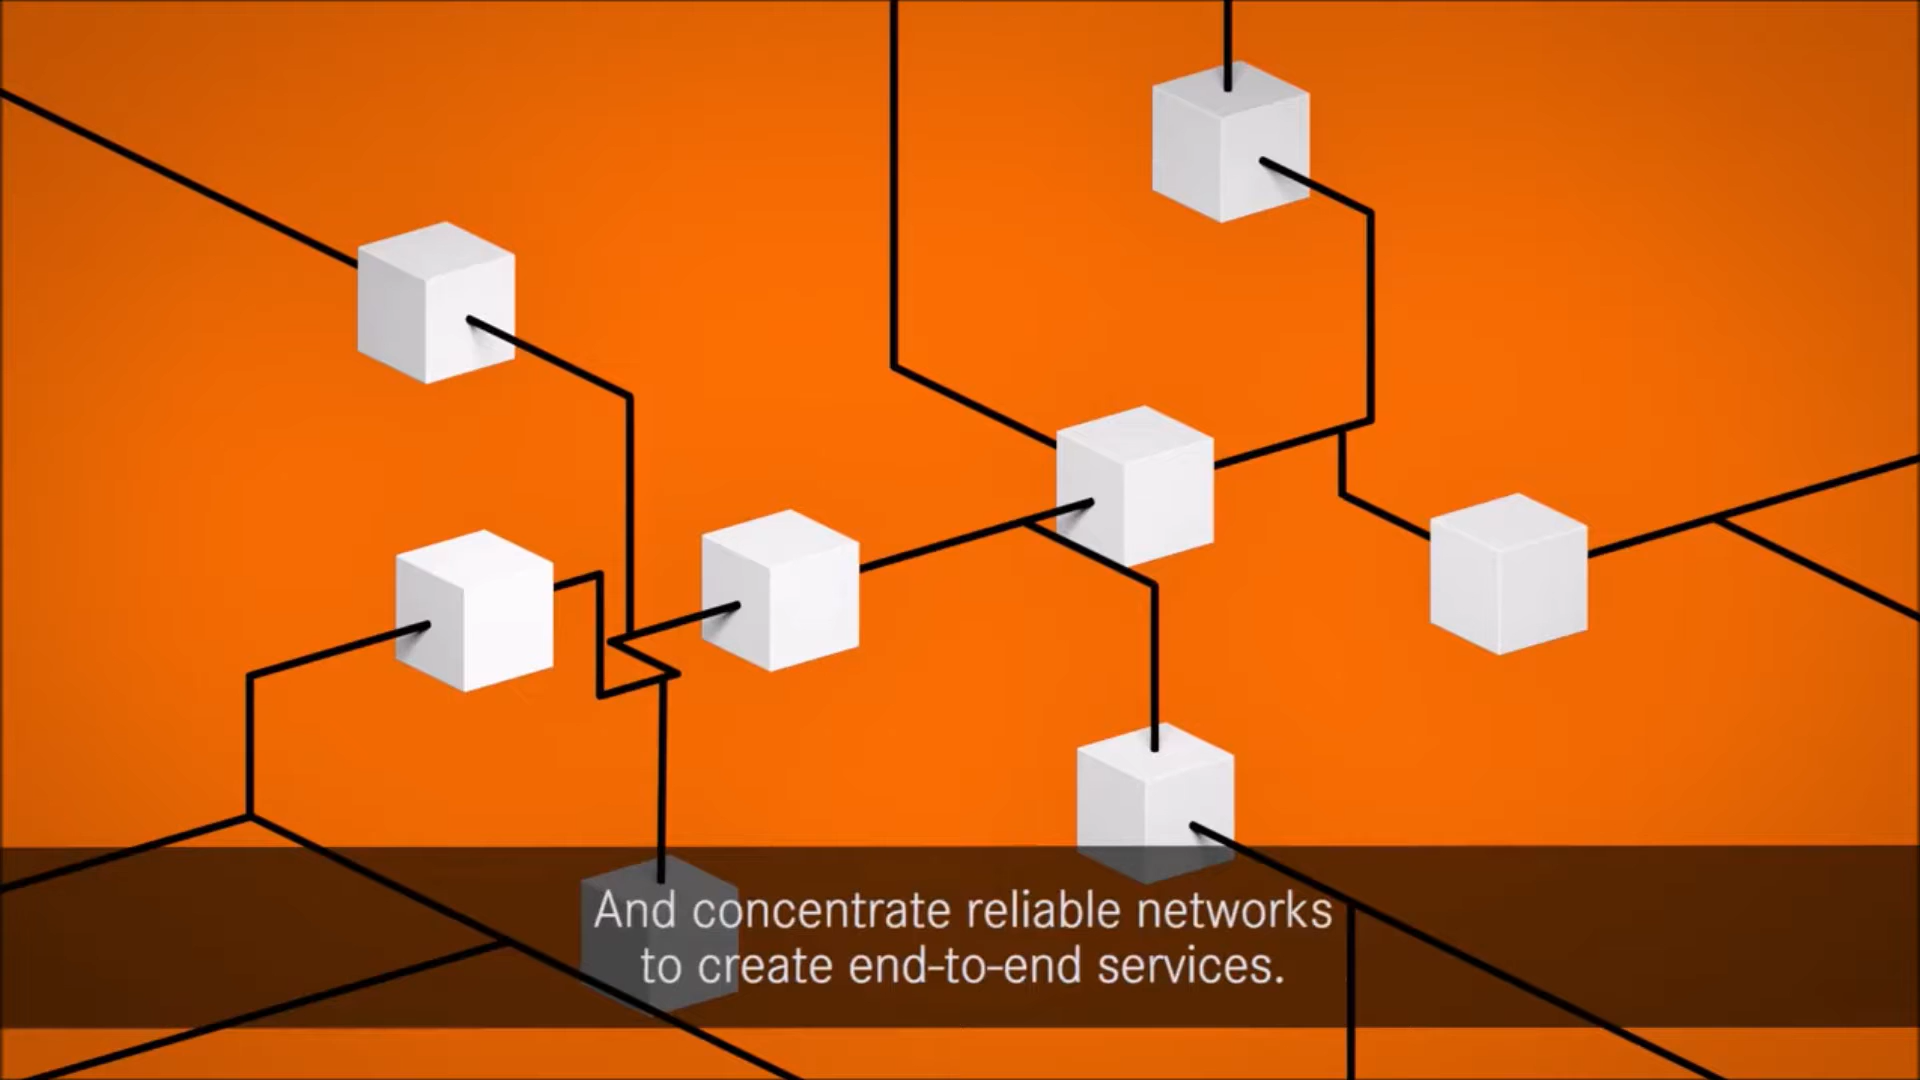 And concentrate reliable networks
to create end-to-end services.